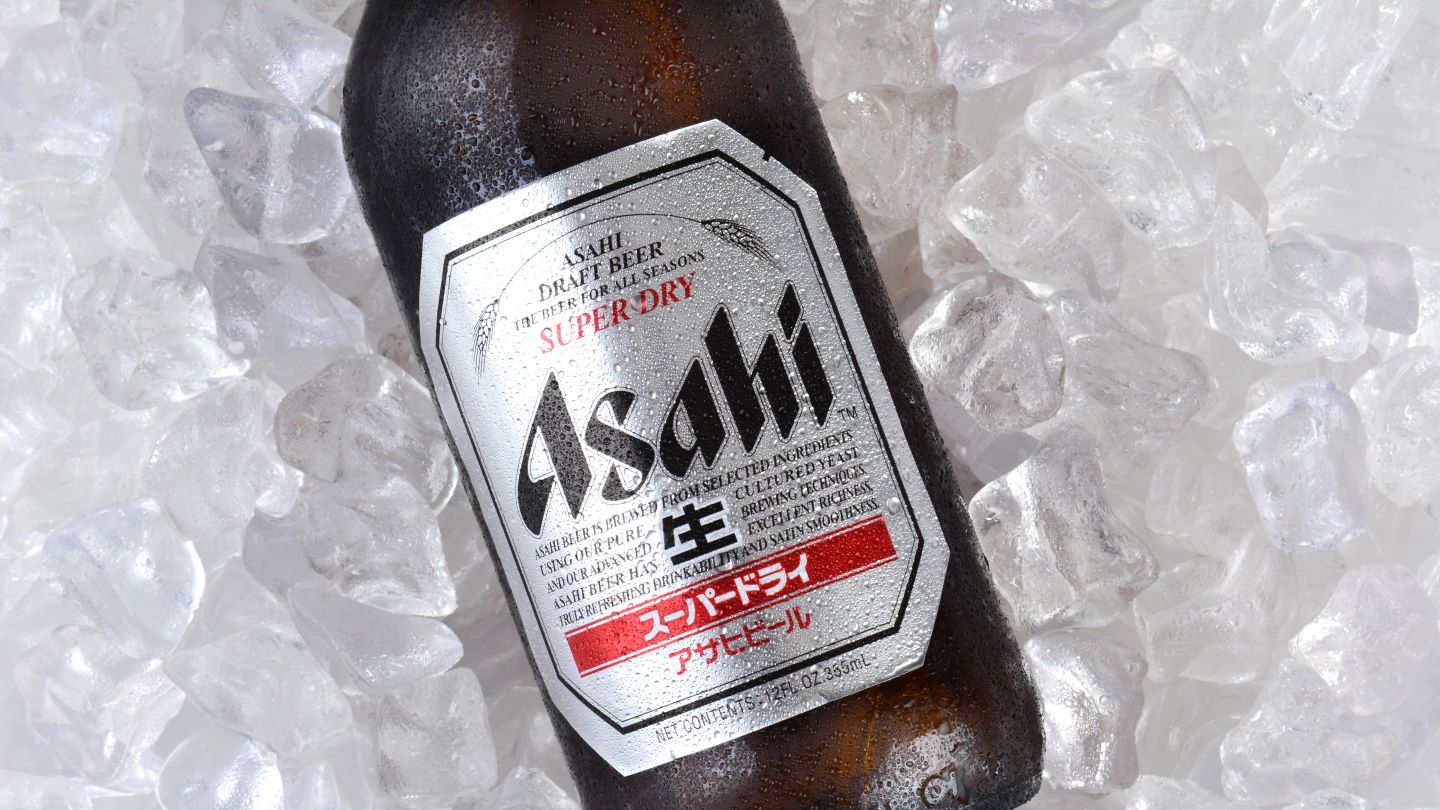 ASAHI
DRAFT BEER
THE BEER FOR ALL SEASONS
SUPER DRY
Asahi™
ASAHI BEER IS BREWED FROM SELECTED INGREDIENTS
USING OUR PURE CULTURED YEAST
AND OUR ADVANCED BREWING TECHNIQUES.
ASAHI BEER HAS EXCELLENT RICHNESS,
TRULY REFRESHING DRINKABILITY AND SATIN SMOOTHNESS.
生
スーパードライ
アサヒビール
NET CONTENTS : 12FL.OZ. 355mL